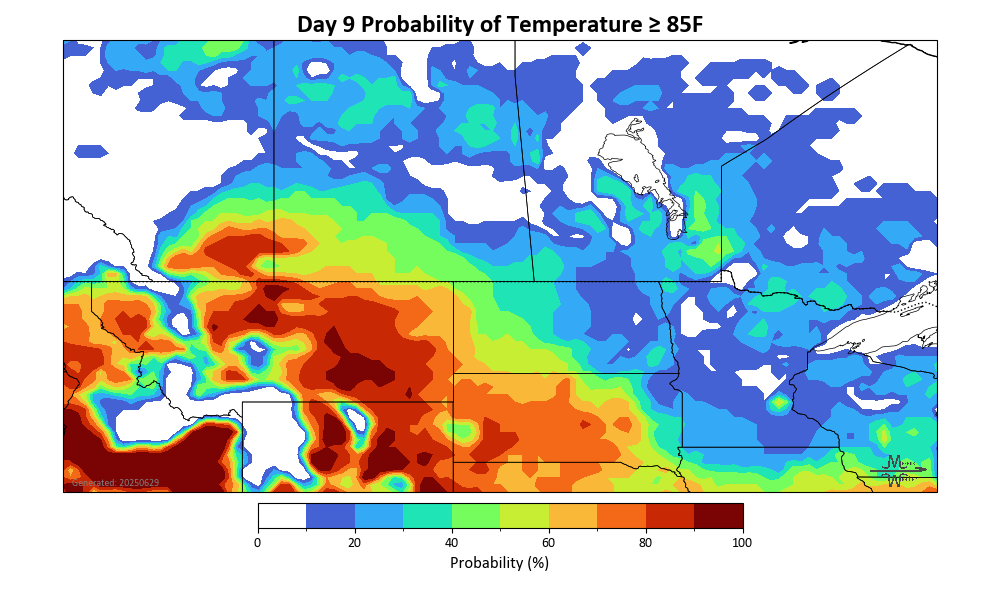 Day 9 Probability of Temperature ≥ 85F
Generated: 20250629
0 20 40 60 80 100
Probability (%)